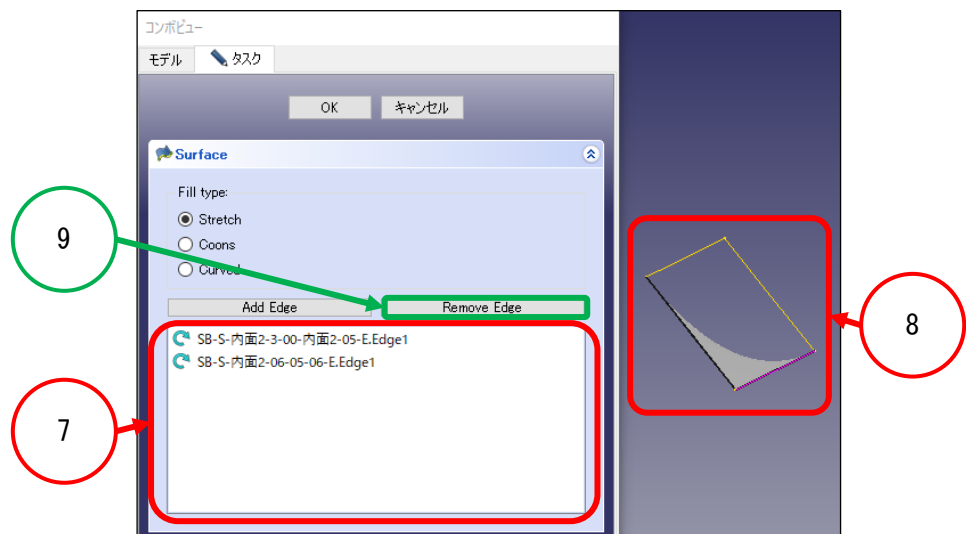 コンボビュー
モデル
タスク
OK
キャンセル
Surface
Fill type:
Stretch
Coons
Curved
Add Edge
Remove Edge
SB-S-内面2-3-00-内面2-05-E.Edge1
SB-S-内面2-06-05-06-E.Edge1
9
8
7